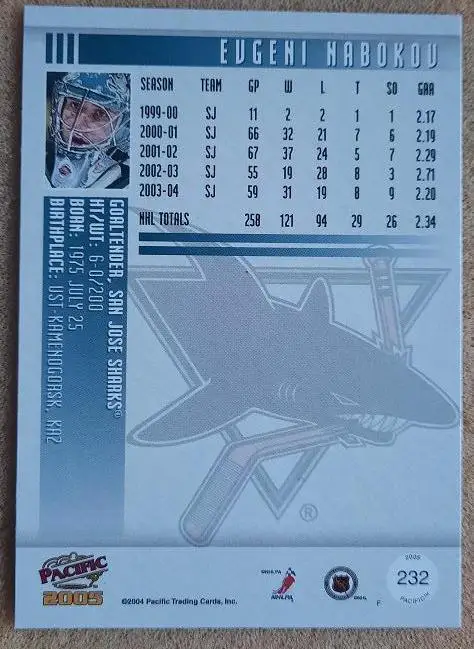 EVGENI NABOKOV
SEASON TEAM GP W L T SO GAA
1999-00 SJ 11 2 2 1 1 2.17
2000-01 SJ 66 32 21 7 6 2.19
2001-02 SJ 67 37 24 5 7 2.29
2002-03 SJ 55 19 28 8 3 2.71
2003-04 SJ 59 31 19 8 9 2.20
NHL TOTALS 258 121 94 29 26 2.34
GOALTENDER, SAN JOSE SHARKS®
HT/WT: 6-0/200
BORN: 1975 JULY 25
BIRTHPLACE: UST-KAMENOGORSK, KAZ
®
PACIFIC
2005
©2004 Pacific Trading Cards, Inc.
NHLPA
F
2005
232
PACIFIC